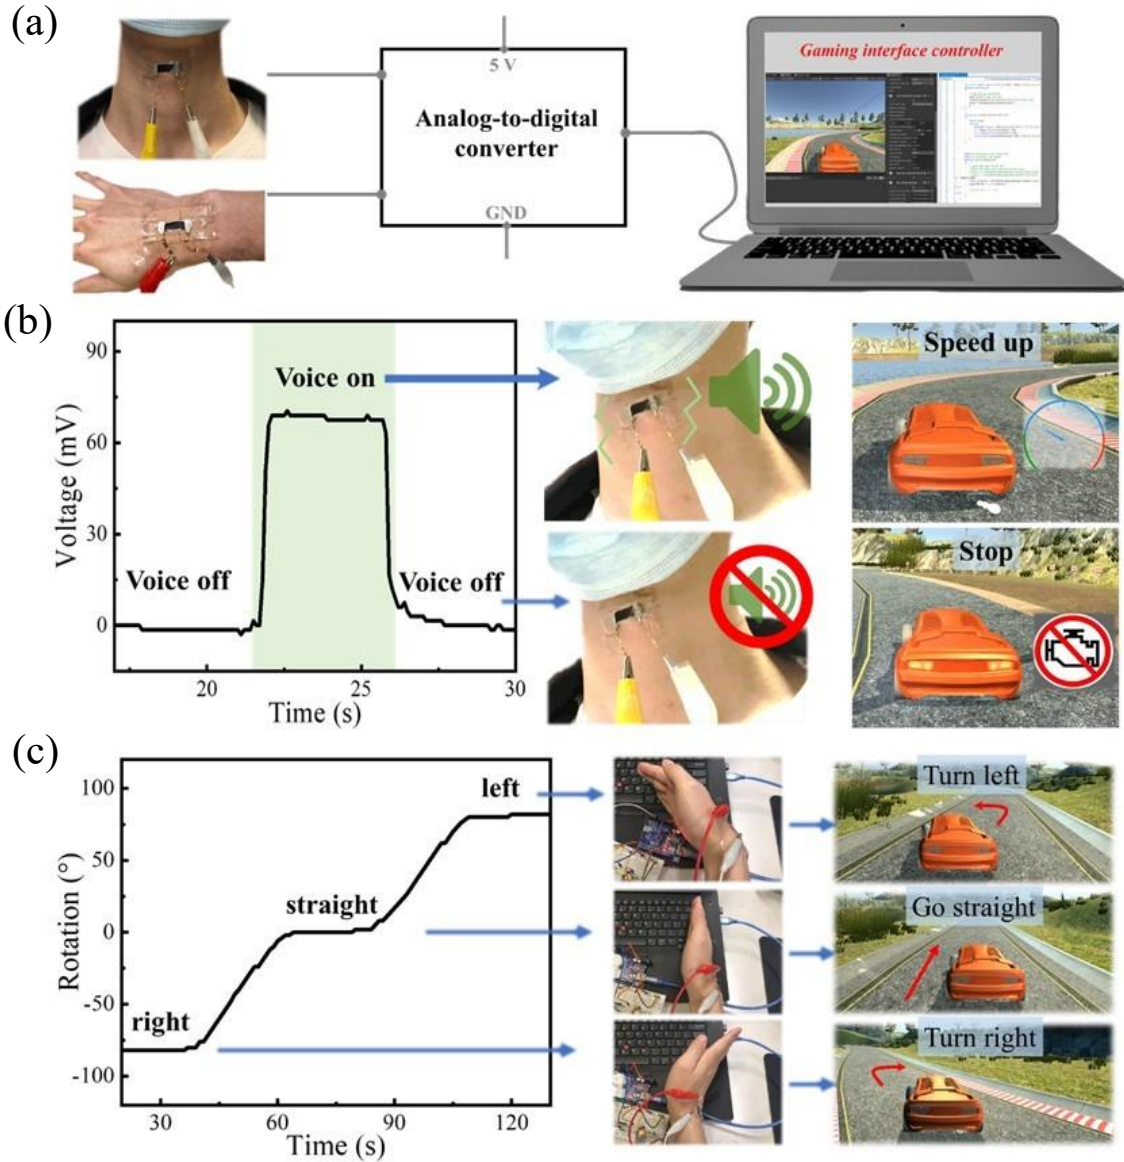 (a)
5 V
Analog-to-digital
converter
GND
Gaming interface controller
(b)
Voltage (mV)
90
60
30
0
Voice on
Voice off
Voice off
20
25
30
Time (s)
Speed up
Stop
(c)
Rotation (°)
100
50
0
-50
-100
left
straight
right
30
60
90
120
Time (s)
Turn left
Go straight
Turn right